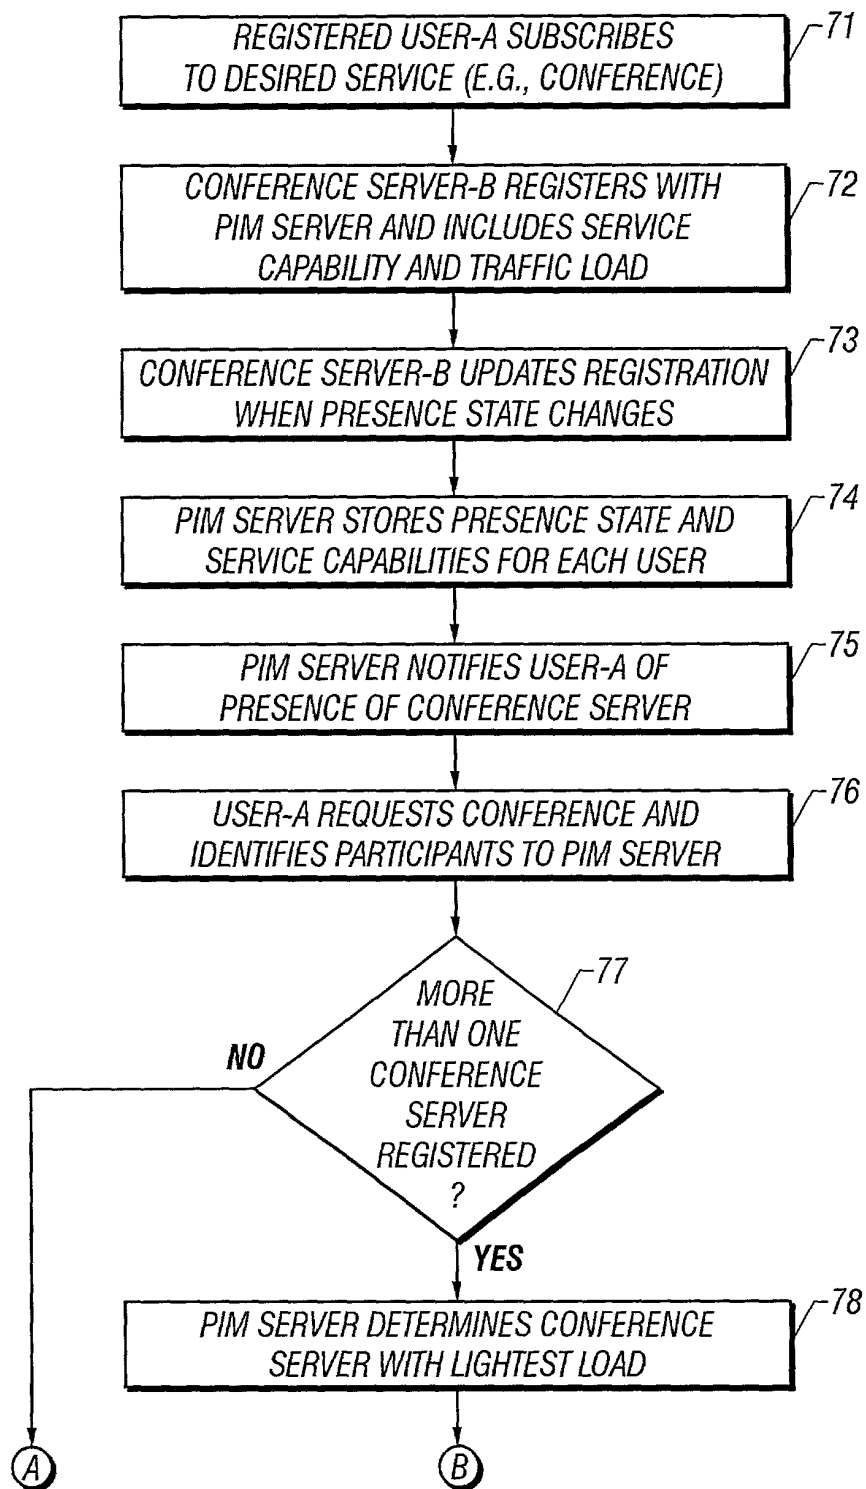 REGISTERED USER-A SUBSCRIBES
TO DESIRED SERVICE (E.G., CONFERENCE)
71
CONFERENCE SERVER-B REGISTERS WITH
PIM SERVER AND INCLUDES SERVICE
CAPABILITY AND TRAFFIC LOAD
72
CONFERENCE SERVER-B UPDATES REGISTRATION
WHEN PRESENCE STATE CHANGES
73
PIM SERVER STORES PRESENCE STATE AND
SERVICE CAPABILITIES FOR EACH USER
74
PIM SERVER NOTIFIES USER-A OF
PRESENCE OF CONFERENCE SERVER
75
USER-A REQUESTS CONFERENCE AND
IDENTIFIES PARTICIPANTS TO PIM SERVER
76
MORE
THAN ONE
CONFERENCE
SERVER
REGISTERED
?
77
NO
YES
PIM SERVER DETERMINES CONFERENCE
SERVER WITH LIGHTEST LOAD
78
A
B